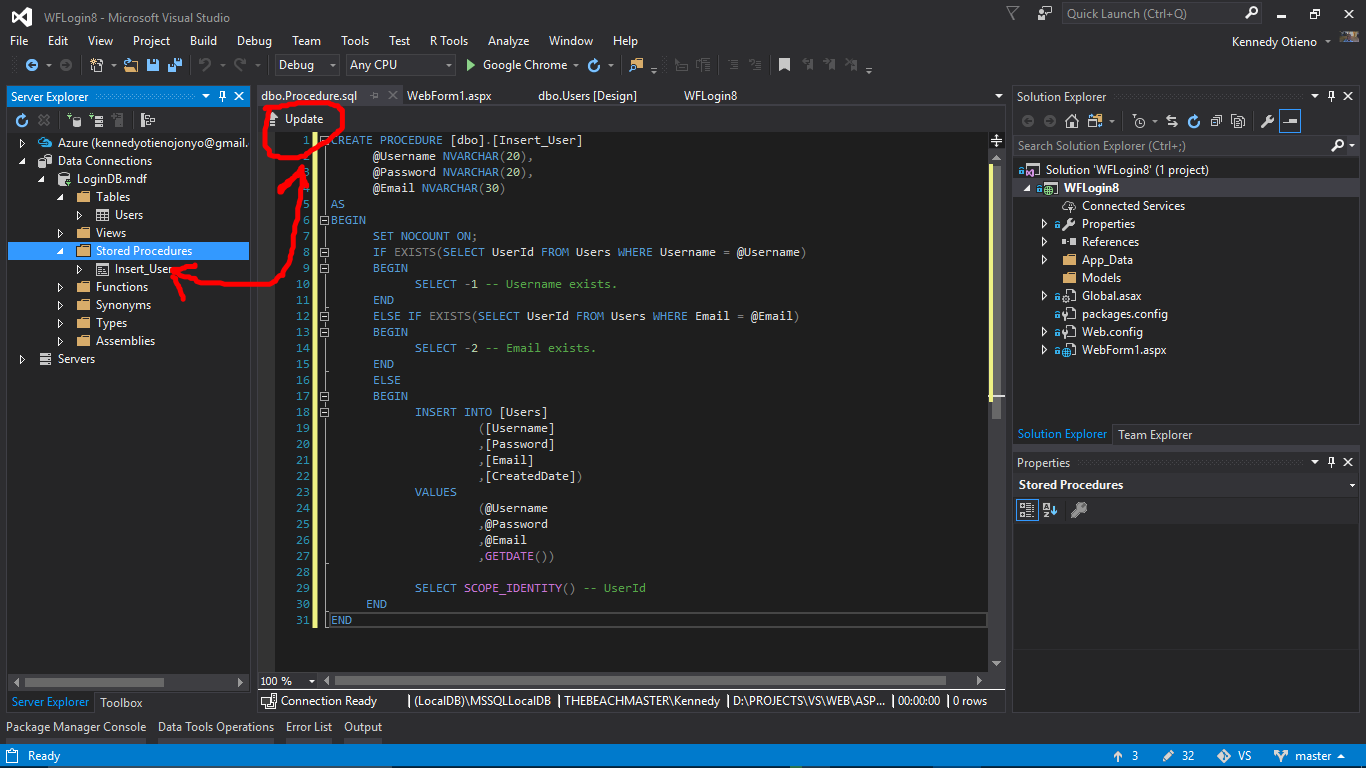 WFLogin8 - Microsoft Visual Studio
Quick Launch (Ctrl+Q)
File Edit View Project Build Debug Team Tools Test R Tools Analyze Window Help
Kennedy Otieno
Debug Any CPU Google Chrome
Server Explorer
Azure (kennedyotienojonyo@gmail.
Data Connections
LoginDB.mdf
Tables
Users
Views
Stored Procedures
Insert_User
Functions
Synonyms
Types
Assemblies
Servers
Server Explorer Toolbox
dbo.Procedure.sql WebForm1.aspx dbo.Users [Design] WFLogin8
Update
1 CREATE PROCEDURE [dbo].[Insert_User]
2 @Username NVARCHAR(20),
3 @Password NVARCHAR(20),
4 @Email NVARCHAR(30)
5 AS
6 BEGIN
7 SET NOCOUNT ON;
8 IF EXISTS(SELECT UserId FROM Users WHERE Username = @Username)
9 BEGIN
10 SELECT -1 -- Username exists.
11 END
12 ELSE IF EXISTS(SELECT UserId FROM Users WHERE Email = @Email)
13 BEGIN
14 SELECT -2 -- Email exists.
15 END
16 ELSE
17 BEGIN
18 INSERT INTO [Users]
19 ([Username]
20 ,[Password]
21 ,[Email]
22 ,[CreatedDate])
23 VALUES
24 (@Username
25 ,@Password
26 ,@Email
27 ,GETDATE())
28
29 SELECT SCOPE_IDENTITY() -- UserId
30 END
31 END
100 %
Connection Ready | (LocalDB)\MSSQLLocalDB | THEBEACHMASTER\Kennedy | D:\PROJECTS\VS\WEB\ASP... | 00:00:00 | 0 rows
Solution Explorer
Search Solution Explorer (Ctrl+;)
Solution 'WFLogin8' (1 project)
WFLogin8
Connected Services
Properties
References
App_Data
Models
Global.asax
packages.config
Web.config
WebForm1.aspx
Solution Explorer Team Explorer
Properties
Stored Procedures
Package Manager Console Data Tools Operations Error List Output
Ready 3 32 VS master